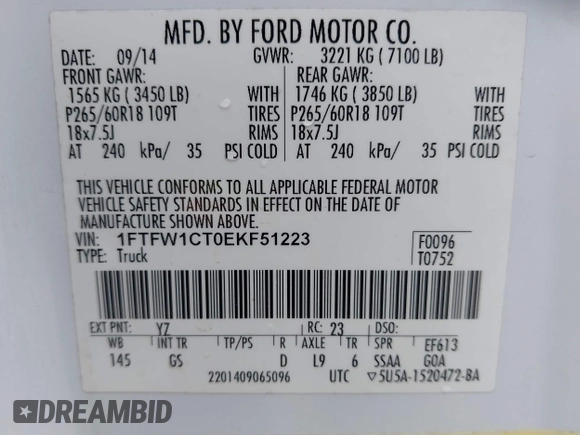 MFD. BY FORD MOTOR CO.
DATE: 09/14 GVWR: 3221 KG ( 7100 LB)
FRONT GAWR: REAR GAWR:
1565 KG ( 3450 LB) WITH 1746 KG ( 3850 LB) WITH
P265/60R18 109T TIRES P265/60R18 109T TIRES
18x7.5J RIMS 18x7.5J RIMS
AT 240 kPa/ 35 PSI COLD AT 240 kPa/ 35 PSI COLD
THIS VEHICLE CONFORMS TO ALL APPLICABLE FEDERAL MOTOR
VEHICLE SAFETY STANDARDS IN EFFECT ON THE DATE OF
MANUFACTURE SHOWN ABOVE.
VIN: 1FTFW1CT0EKF51223 F0096
TYPE: Truck T0752
EXT PNT: YZ RC: 23 DSO:
WB INT TR TP/PS R AXLE TR SPR EF613
145 GS D L9 6 SSAA GOA
2201409065096 UTC ▽5U5A-1520472-BA
DREAMBID